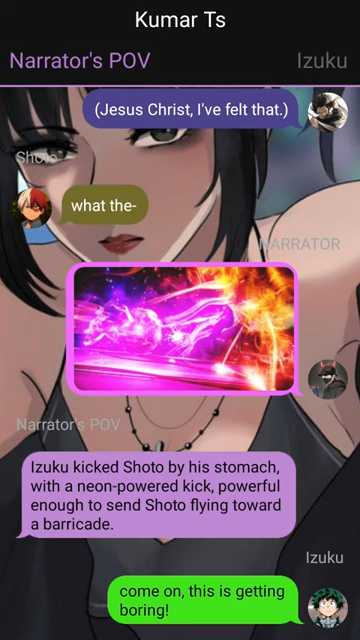 Kumar Ts
Narrator's POV
Izuku
(Jesus Christ, I've felt that.)
Shoto
what the-
NARRATOR
Narrator's POV
Izuku kicked Shoto by his stomach,
with a neon-powered kick, powerful
enough to send Shoto flying toward
a barricade.
Izuku
come on, this is getting
boring!